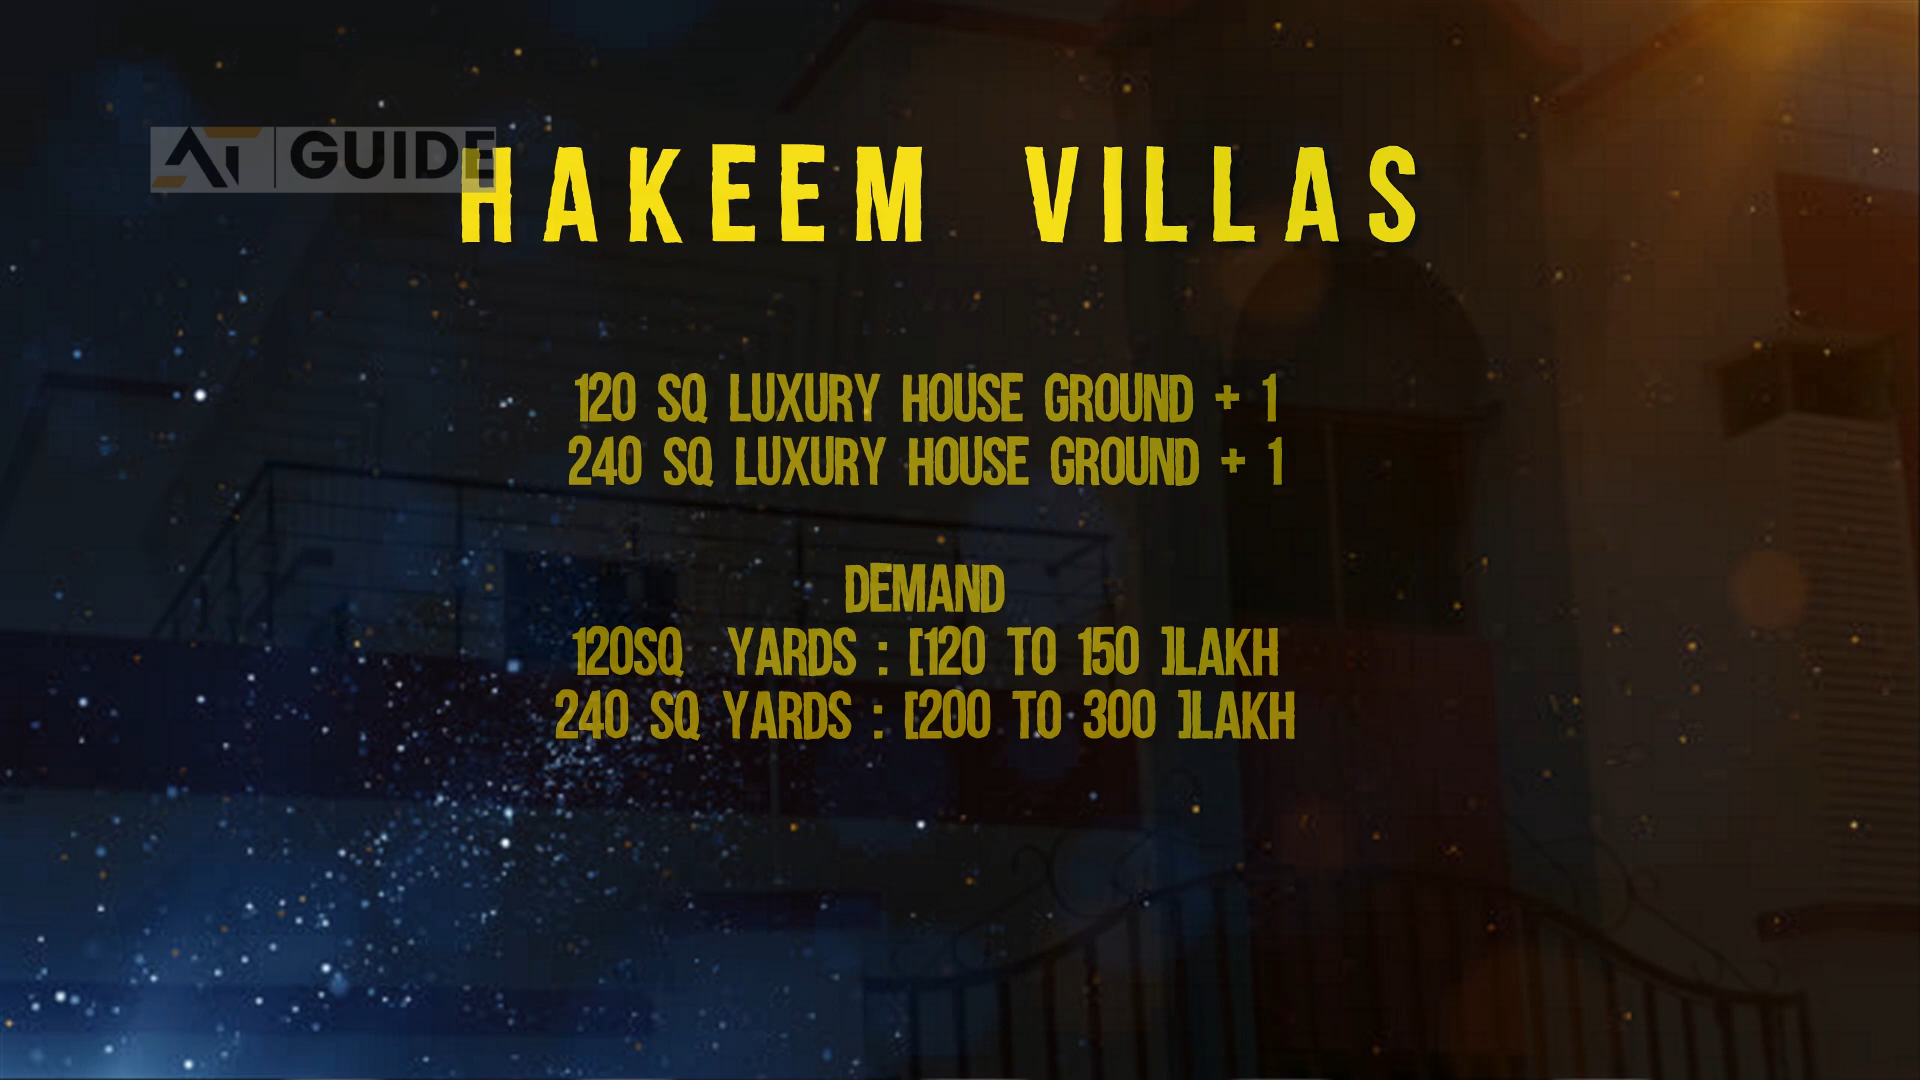 AT GUIDE
HAKEEM VILLAS
120 SQ LUXURY HOUSE GROUND + 1
240 SQ LUXURY HOUSE GROUND + 1
DEMAND
120SQ YARDS : [120 TO 150 ]LAKH
240 SQ YARDS : [200 TO 300 ]LAKH